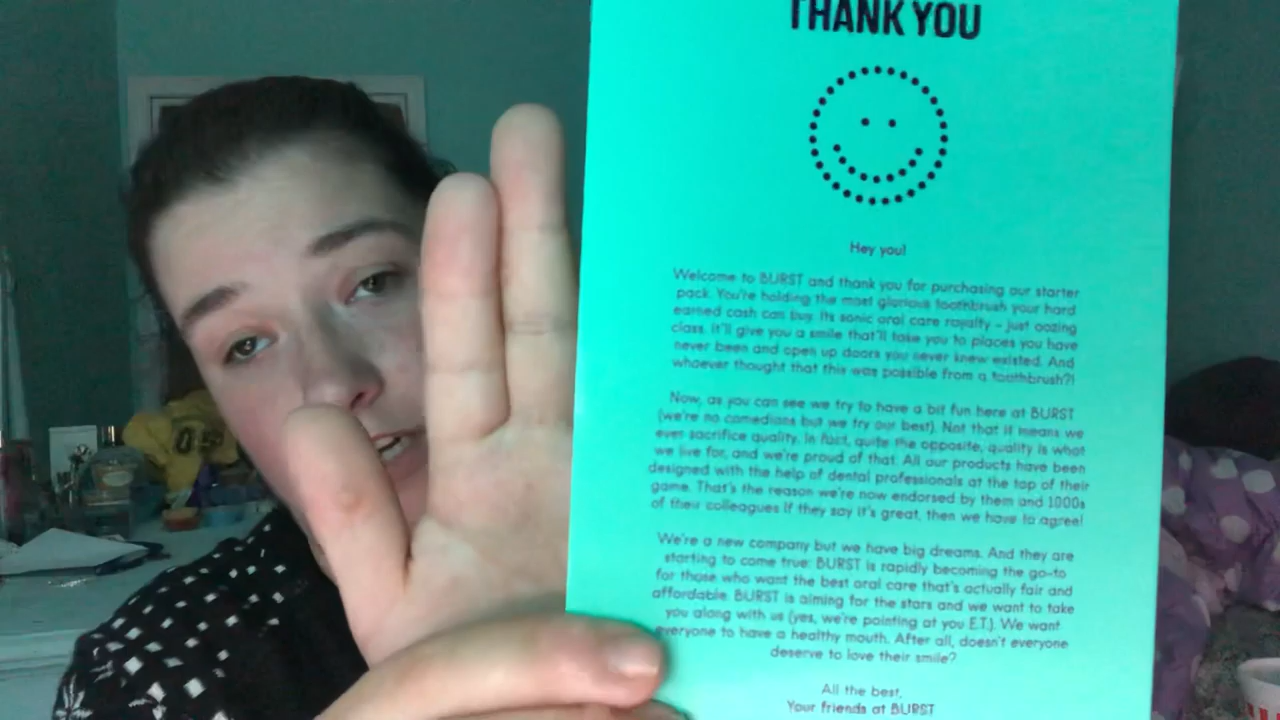 THANK YOU
Hey you!
Welcome to BURST and thank you for purchasing our starter
pack. You're holding the most glorious toothbrush your hard
earned cash can buy. Its sonic oral care royalty - just oozing
class. It'll give you a smile that'll take you to places you have
never been and open up doors you never knew existed. And
whoever thought that this was possible from a toothbrush?!
Now, as you can see we try to have a bit fun here at BURST
(we're no comedians but we try our best). Not that it means we
ever sacrifice quality. In fact, quite the opposite, quality is what
we live for, and we're proud of that. All our products have been
designed with the help of dental professionals at the top of their
game. That's the reason we're now endorsed by them and 1000s
of their colleagues If they say it's great, then we have to agree!
We're a new company but we have big dreams. And they are
starting to come true: BURST is rapidly becoming the go-to
for those who want the best oral care that's actually fair and
affordable. BURST is aiming for the stars and we want to take
you along with us (yes, we're pointing at you E.T.). We want
everyone to have a healthy mouth. After all, doesn't everyone
deserve to love their smile?
All the best,
Your friends at BURST